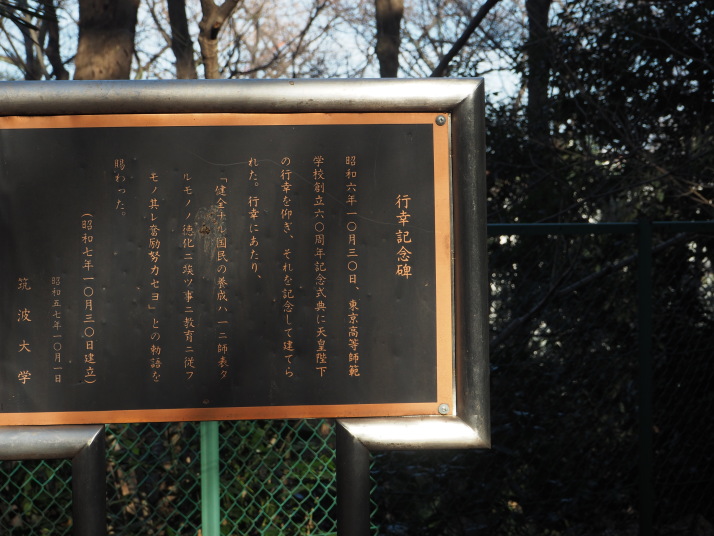 行幸記念碑
昭和六年一〇月三〇日、東京高等師範
学校創立六〇周年記念式典に天皇陛下
の行幸を仰ぎ、それを記念して建てら
れた。行幸にあたり、
「健全ナル国民の養成ハ一ニ師表タ
ルモノノ徳化ニ埃ツ事ニ教育ニ従フ
モノ其レ奮励努力セヨ」との勅語を
賜わった。
(昭和七年一〇月三〇日建立)
昭和五七年一〇月一日
筑波大学